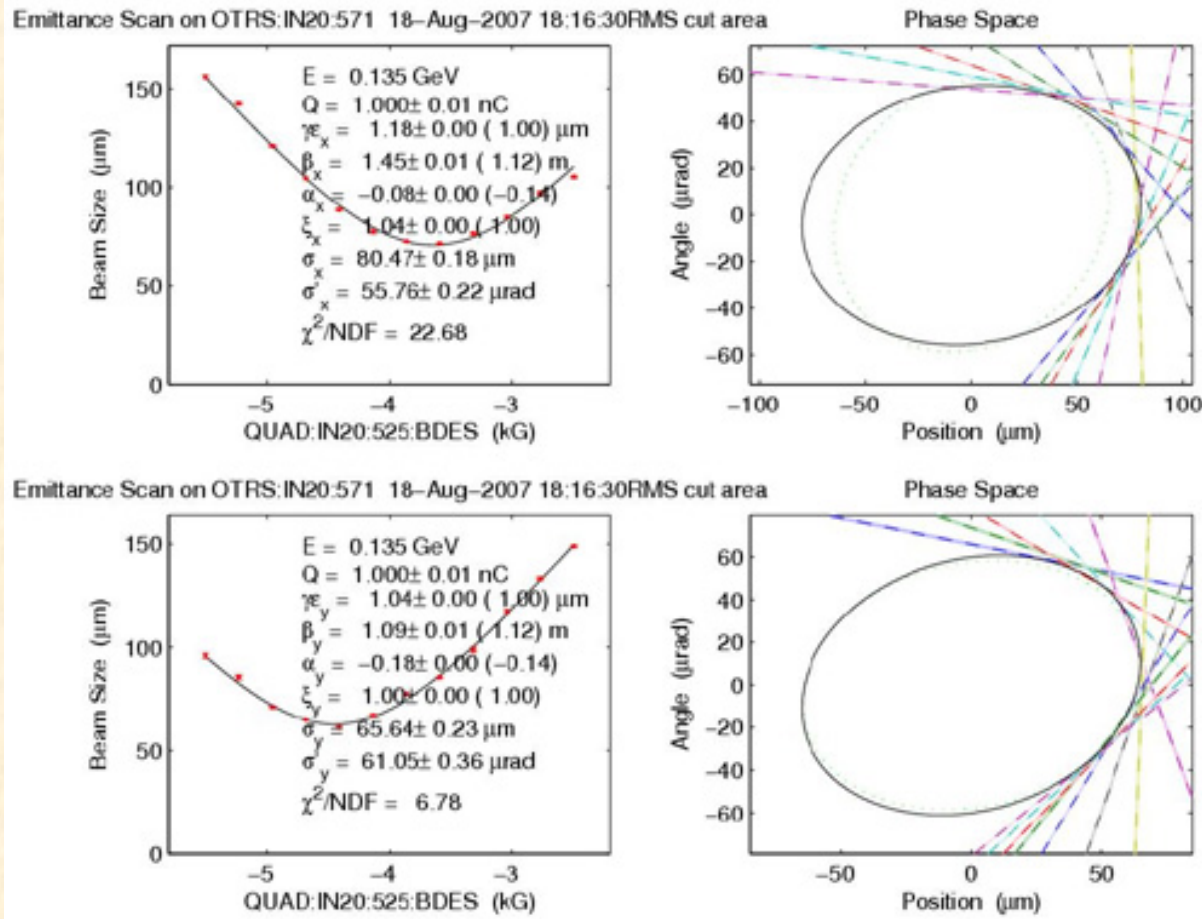 Emittance Scan on OTRS:IN20:571 18-Aug-2007 18:16:30RMS cut area
Phase Space
E = 0.135 GeV
Q = 1.000± 0.01 nC
γε_x = 1.18± 0.00 ( 1.00) μm
β_x = 1.45± 0.01 ( 1.12) m
α_x = -0.08± 0.00 (-0.14)
ξ_x = 1.04± 0.00 ( 1.00)
σ_x = 80.47± 0.18 μm
σ'_x = 55.76± 0.22 μrad
χ²/NDF = 22.68
Beam Size (μm)
150
100
50
0
-5 -4 -3
QUAD:IN20:525:BDES (kG)
Angle (μrad)
60
40
20
0
-20
-40
-60
-100 -50 0 50 100
Position (μm)
Emittance Scan on OTRS:IN20:571 18-Aug-2007 18:16:30RMS cut area
Phase Space
E = 0.135 GeV
Q = 1.000± 0.01 nC
γε_y = 1.04± 0.00 ( 1.00) μm
β_y = 1.09± 0.01 ( 1.12) m
α_y = -0.18± 0.00 (-0.14)
ξ_y = 1.00± 0.00 ( 1.00)
σ_y = 65.64± 0.23 μm
σ'_y = 61.05± 0.36 μrad
χ²/NDF = 6.78
Beam Size (μm)
150
100
50
0
-5 -4 -3
QUAD:IN20:525:BDES (kG)
Angle (μrad)
60
40
20
0
-20
-40
-60
-50 0 50
Position (μm)